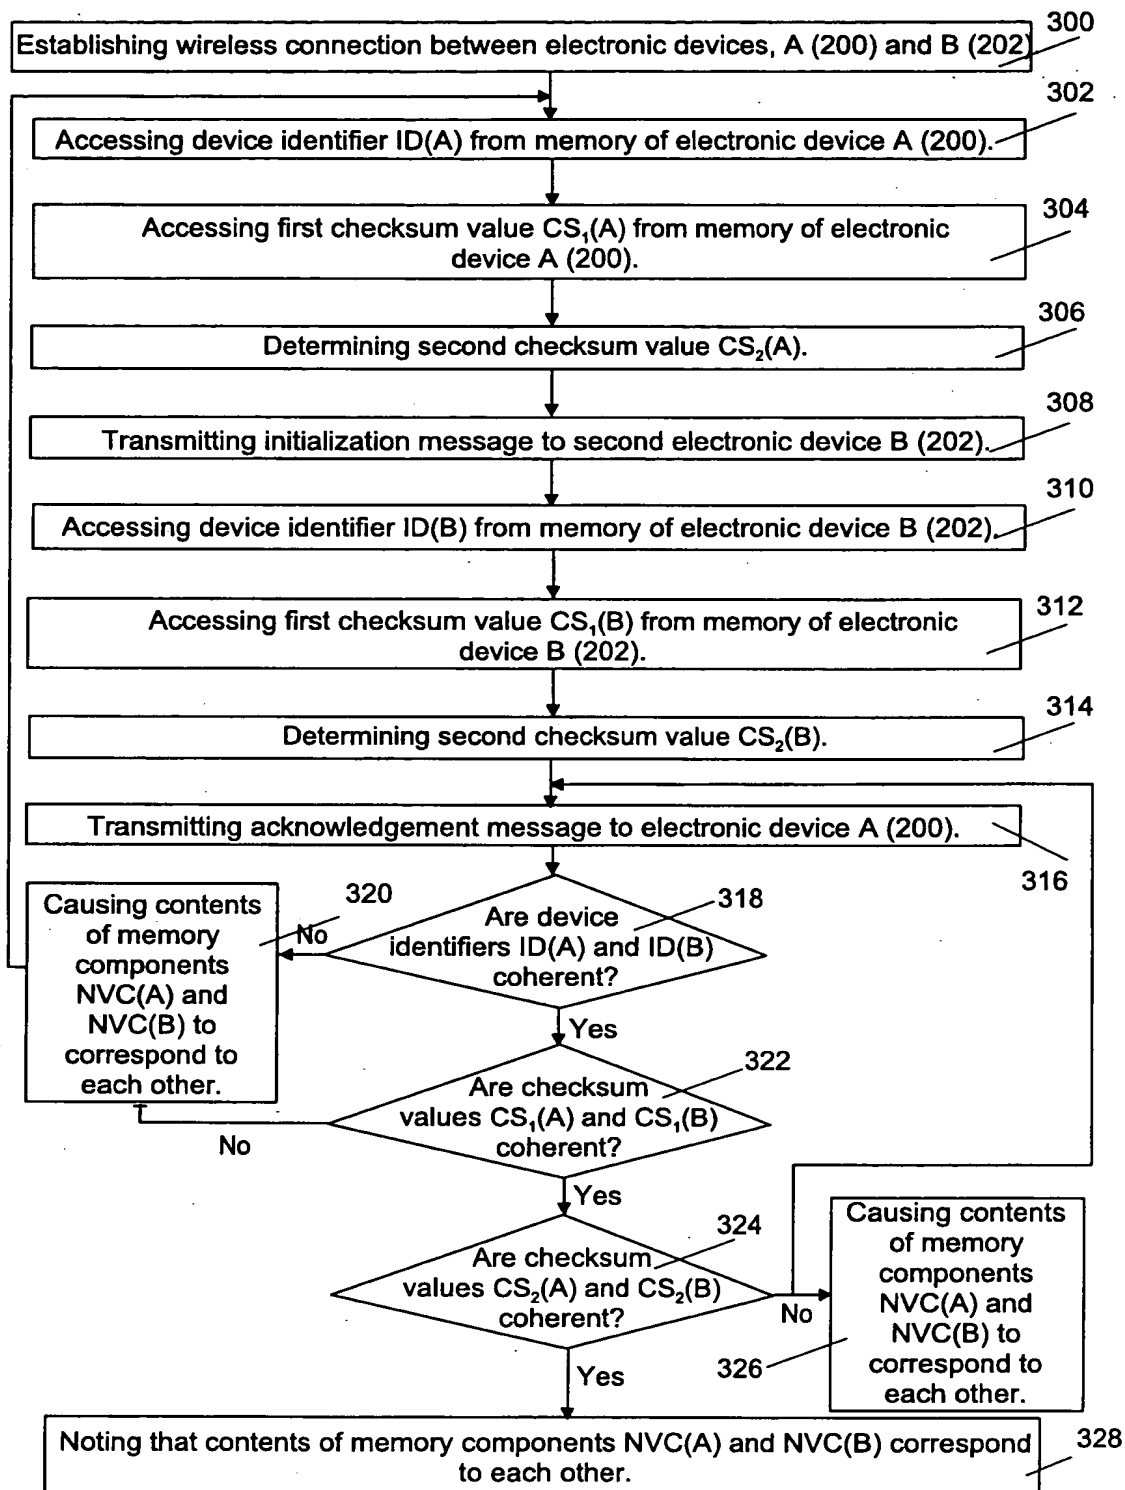 300
Establishing wireless connection between electronic devices, A (200) and B (202)
302
Accessing device identifier ID(A) from memory of electronic device A (200).
304
Accessing first checksum value CS₁(A) from memory of electronic
device A (200).
306
Determining second checksum value CS₂(A).
308
Transmitting initialization message to second electronic device B (202).
310
Accessing device identifier ID(B) from memory of electronic device B (202).
312
Accessing first checksum value CS₁(B) from memory of electronic
device B (202).
314
Determining second checksum value CS₂(B).
Transmitting acknowledgement message to electronic device A (200).
316
320
Causing contents
of memory
components
NVC(A) and
NVC(B) to
correspond to
each other.
No
318
Are device
identifiers ID(A) and ID(B)
coherent?
Yes
322
Are checksum
values CS₁(A) and CS₁(B)
coherent?
No
Yes
324
Are checksum
values CS₂(A) and CS₂(B)
coherent?
No
Causing contents
of memory
components
NVC(A) and
NVC(B) to
correspond to
each other.
326
Yes
Noting that contents of memory components NVC(A) and NVC(B) correspond
to each other.
328